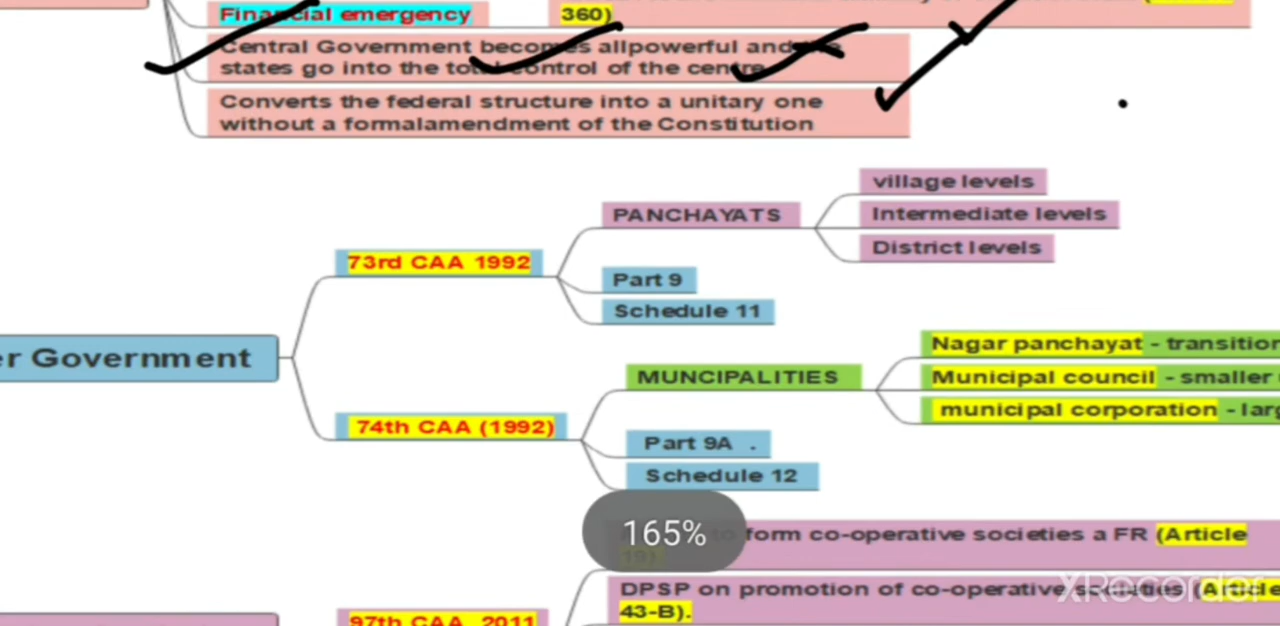 Financial emergency
360)
Central Government becomes allpowerful and the
states go into the total control of the centre
Converts the federal structure into a unitary one
without a formalamendment of the Constitution
village levels
PANCHAYATS
Intermediate levels
District levels
73rd CAA 1992
Part 9
Schedule 11
er Government
Nagar panchayat - transition
MUNCIPALITIES
Municipal council - smaller
municipal corporation - larg
74th CAA (1992)
Part 9A .
Schedule 12
165%
to form co-operative societies a FR (Article
19)
DPSP on promotion of co-operative societies (Article
43-B).
97th CAA 2011
XRecorder